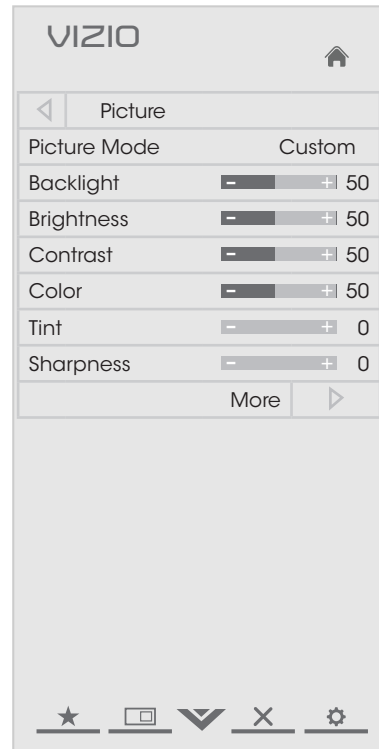 VIZIO
Picture
Picture Mode Custom
Backlight - + 50
Brightness - + 50
Contrast - + 50
Color - + 50
Tint - + 0
Sharpness - + 0
More